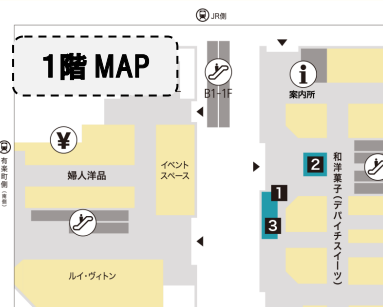 JR側
1階 MAP
B1-1F
i
案内所
¥
有楽町側
婦人洋品
イベント
スペース
2
和洋菓子(デパイチスイーツ)
1
3
ルイ・ヴィトン